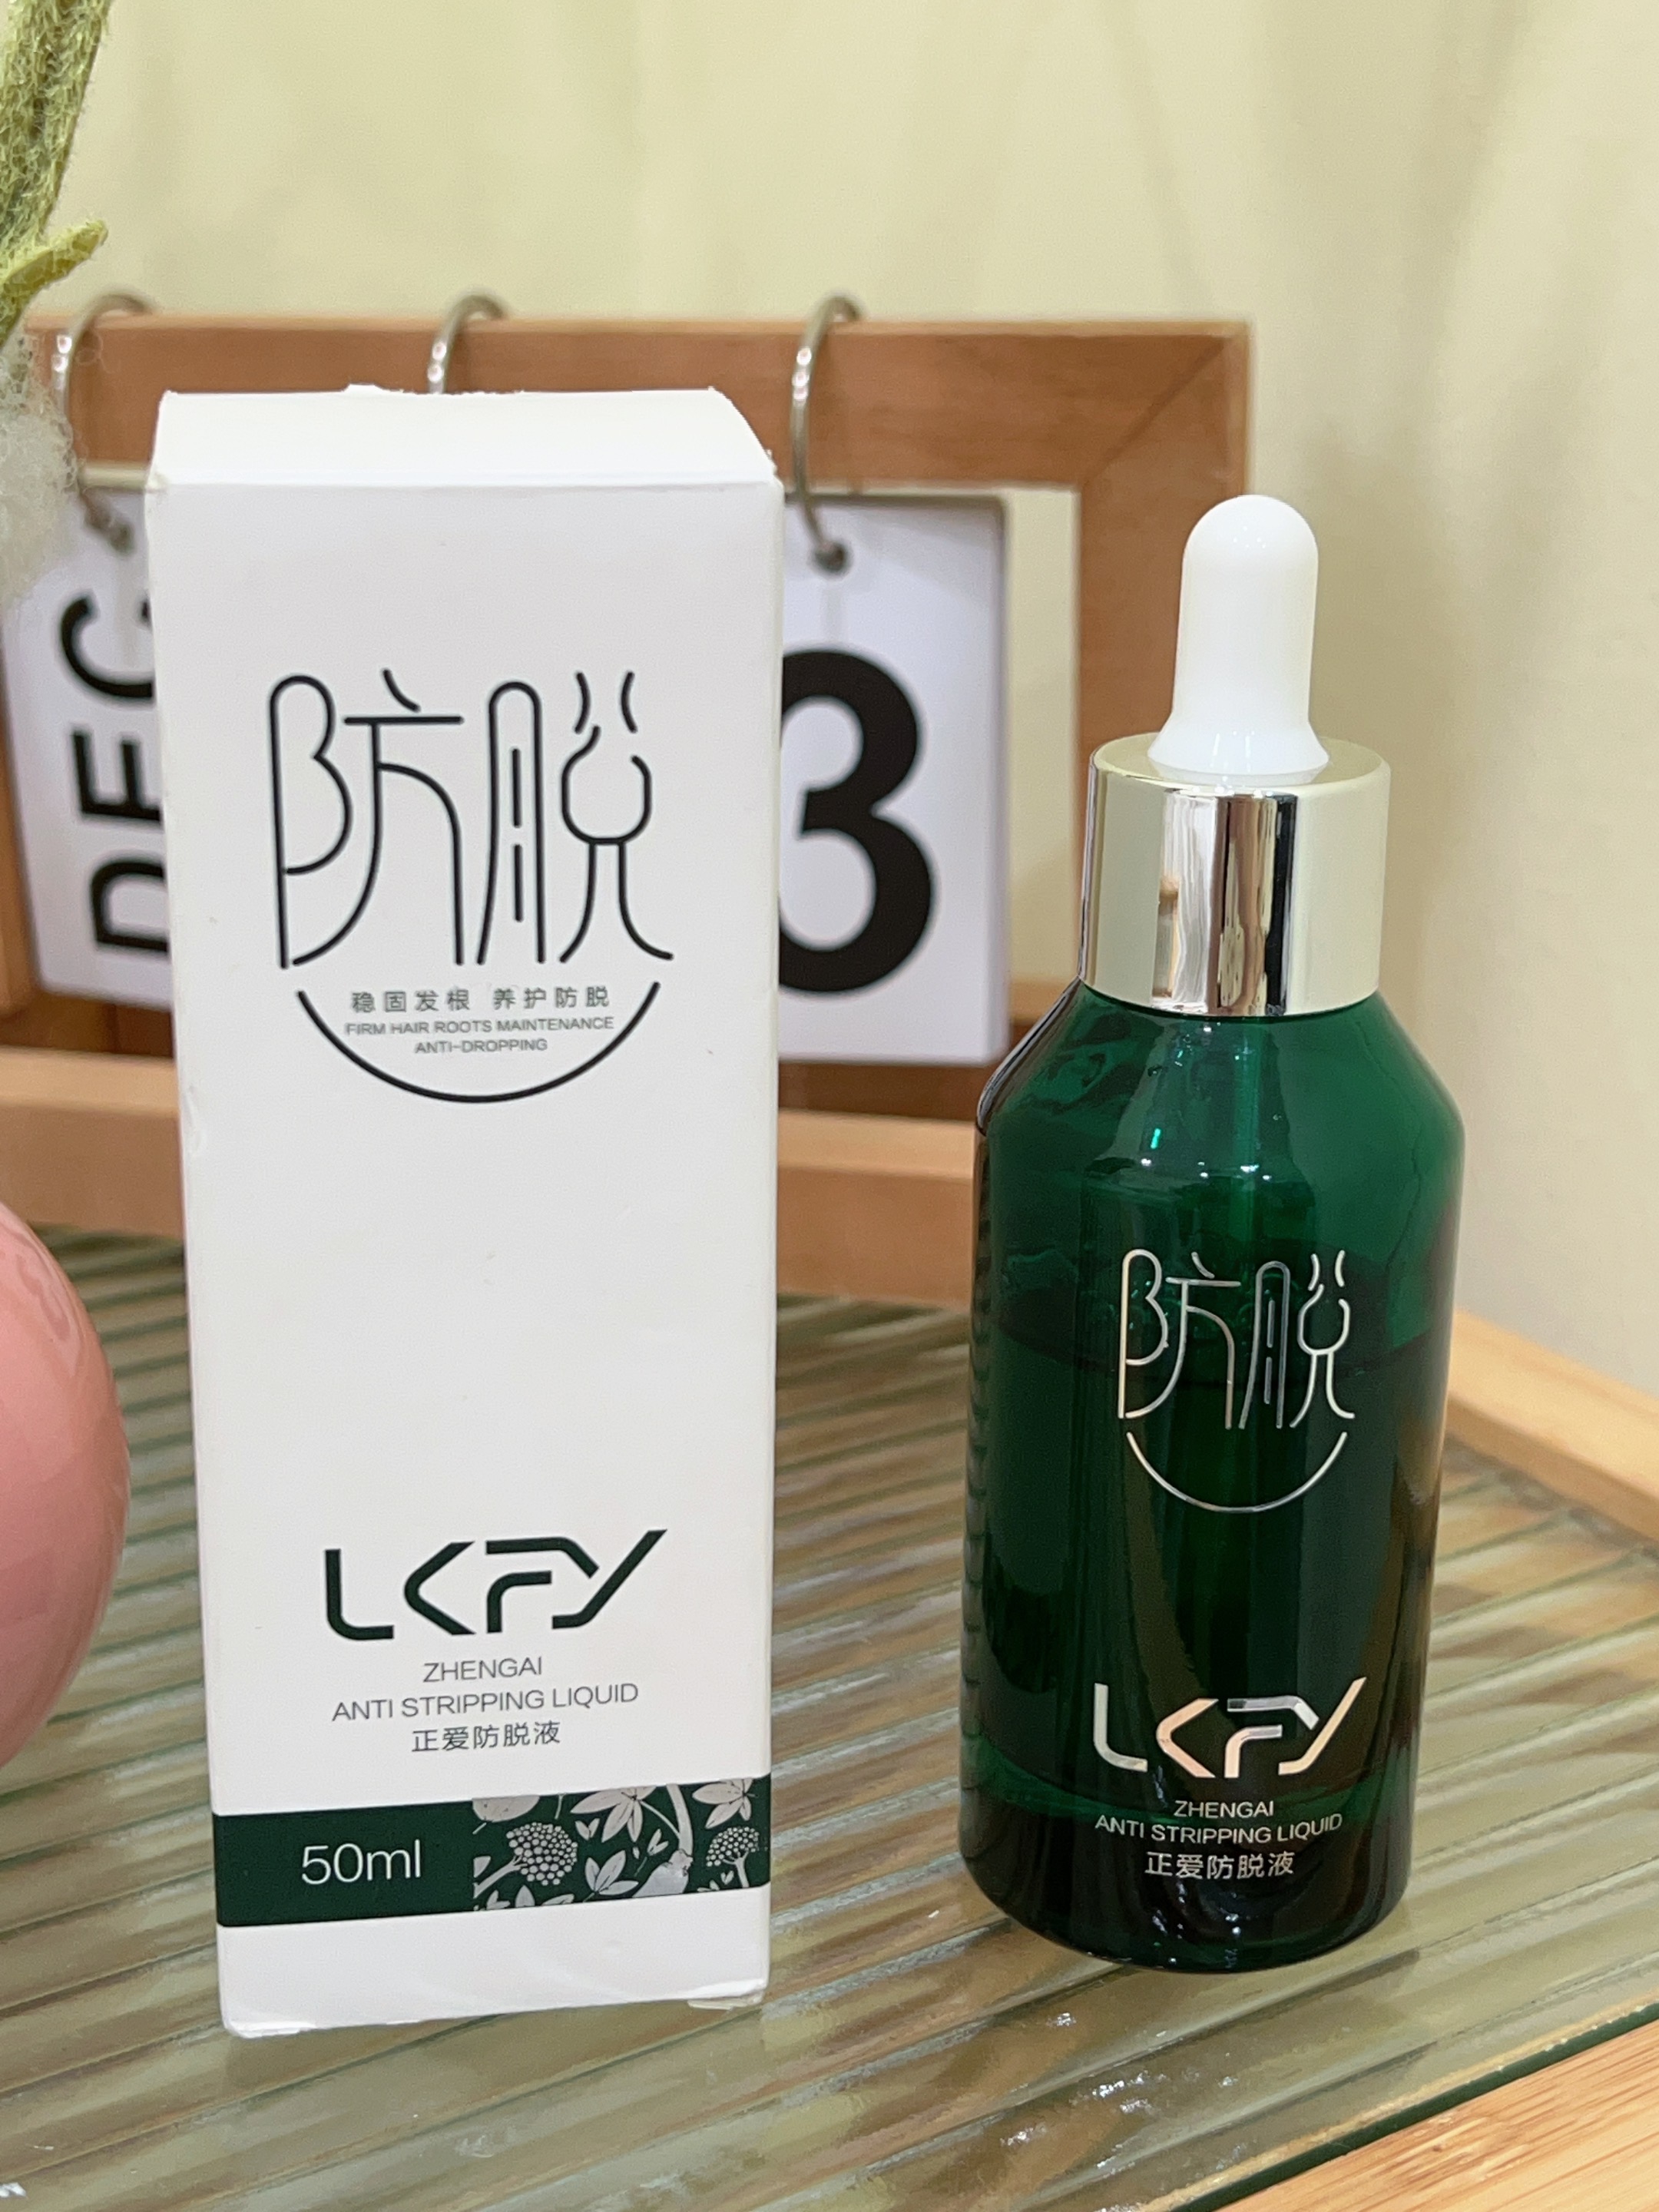 DEC
3
防脱
稳固发根 养护防脱
FIRM HAIR ROOTS MAINTENANCE
ANTI-DROPPING
LKFY
ZHENGAI
ANTI STRIPPING LIQUID
正爱防脱液
50ml
防脱
LKFY
ZHENGAI
ANTI STRIPPING LIQUID
正爱防脱液